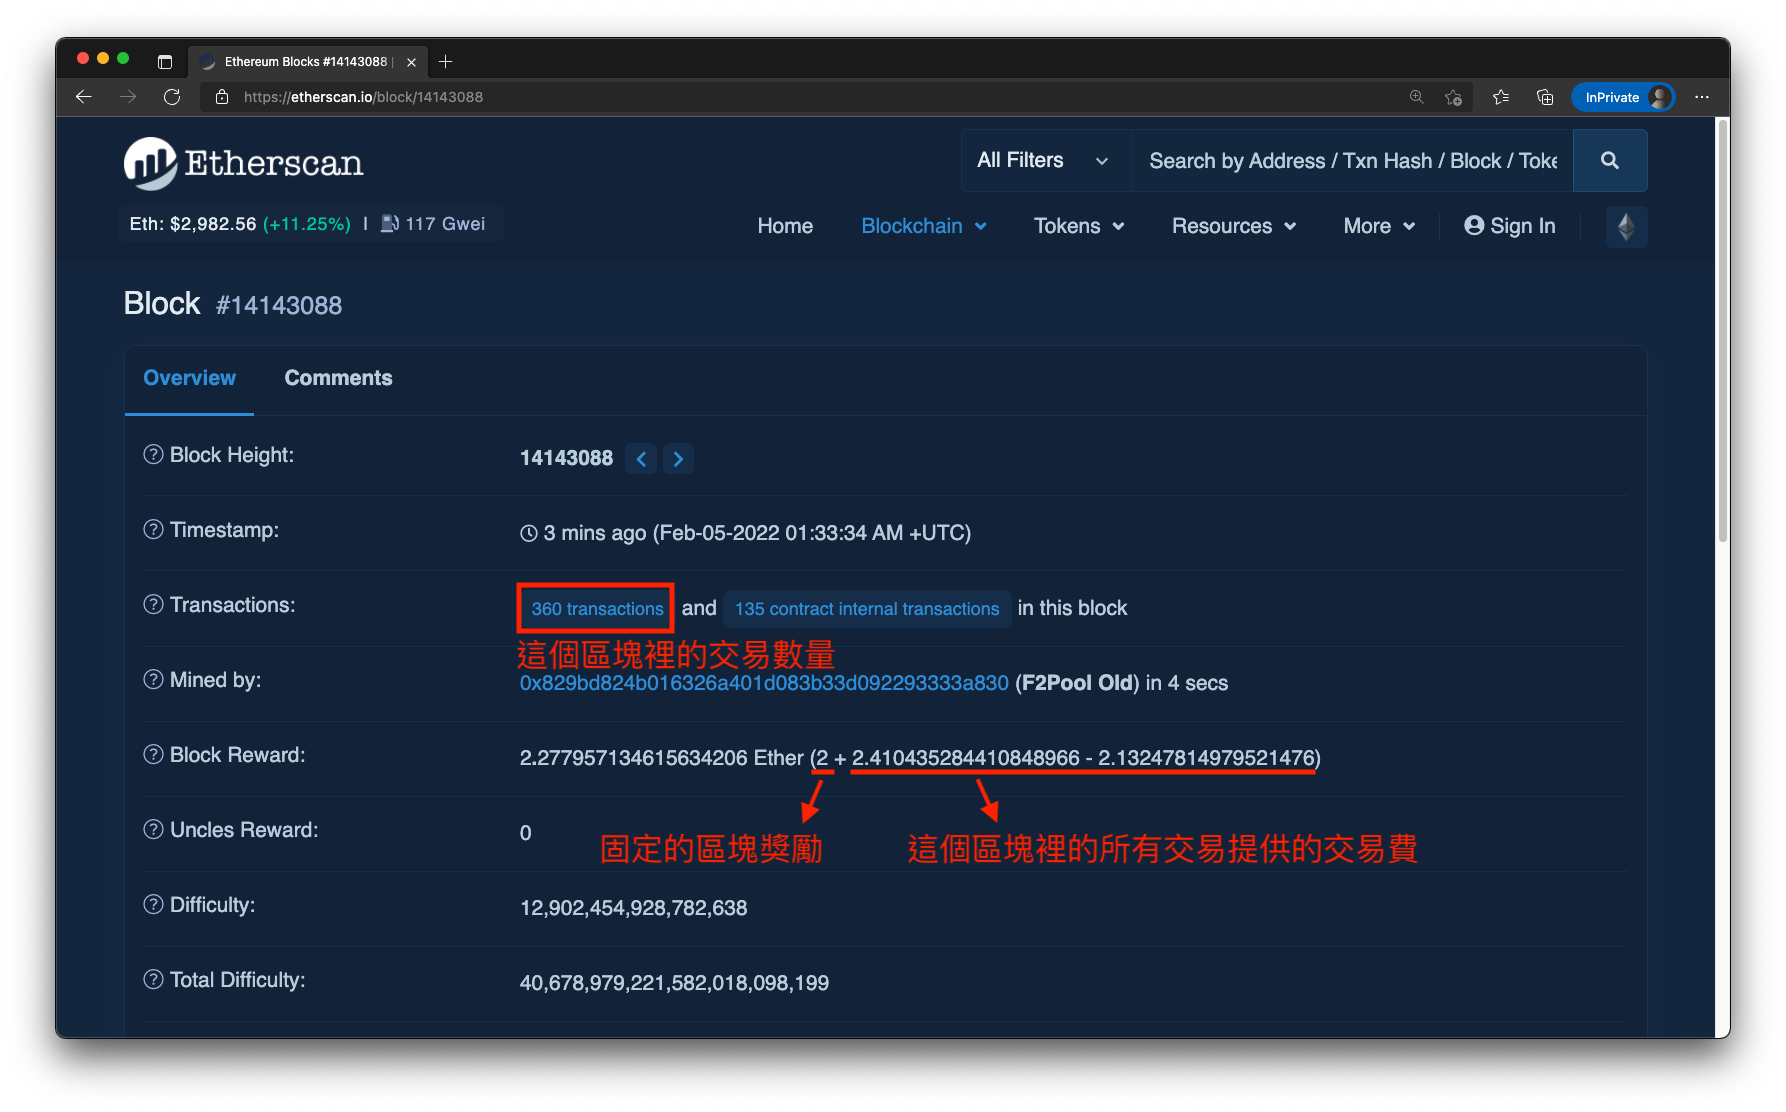 Ethereum Blocks #14143088 |
https://etherscan.io/block/14143088
InPrivate
Etherscan
All Filters
Search by Address / Txn Hash / Block / Toke
Eth: $2,982.56 (+11.25%) | 117 Gwei
Home
Blockchain
Tokens
Resources
More
Sign In
Block #14143088
Overview
Comments
Block Height:
14143088
Timestamp:
3 mins ago (Feb-05-2022 01:33:34 AM +UTC)
Transactions:
360 transactions and 135 contract internal transactions in this block
這個區塊裡的交易數量
Mined by:
0x829bd824b016326a401d083b33d092293333a830 (F2Pool Old) in 4 secs
Block Reward:
2.277957134615634206 Ether (2 + 2.410435284410848966 - 2.13247814979521476)
固定的區塊獎勵
這個區塊裡的所有交易提供的交易費
Uncles Reward:
0
Difficulty:
12,902,454,928,782,638
Total Difficulty:
40,678,979,221,582,018,098,199